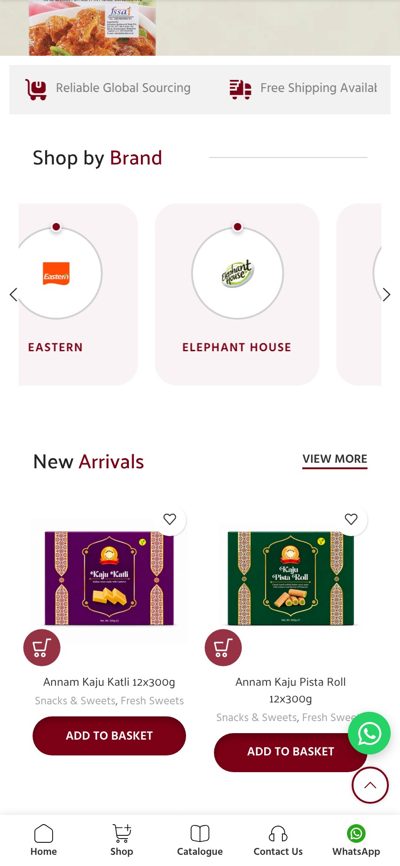 fssai
Reliable Global Sourcing
Free Shipping Availab
Shop by Brand
Eastern
Elephant House
EASTERN
ELEPHANT HOUSE
New Arrivals
VIEW MORE
Kaju Katli
Kaju Pista Roll
Annam Kaju Katli 12x300g
Annam Kaju Pista Roll
12x300g
Snacks & Sweets, Fresh Sweets
Snacks & Sweets, Fresh Swee
ADD TO BASKET
ADD TO BASKET
Home
Shop
Catalogue
Contact Us
WhatsApp